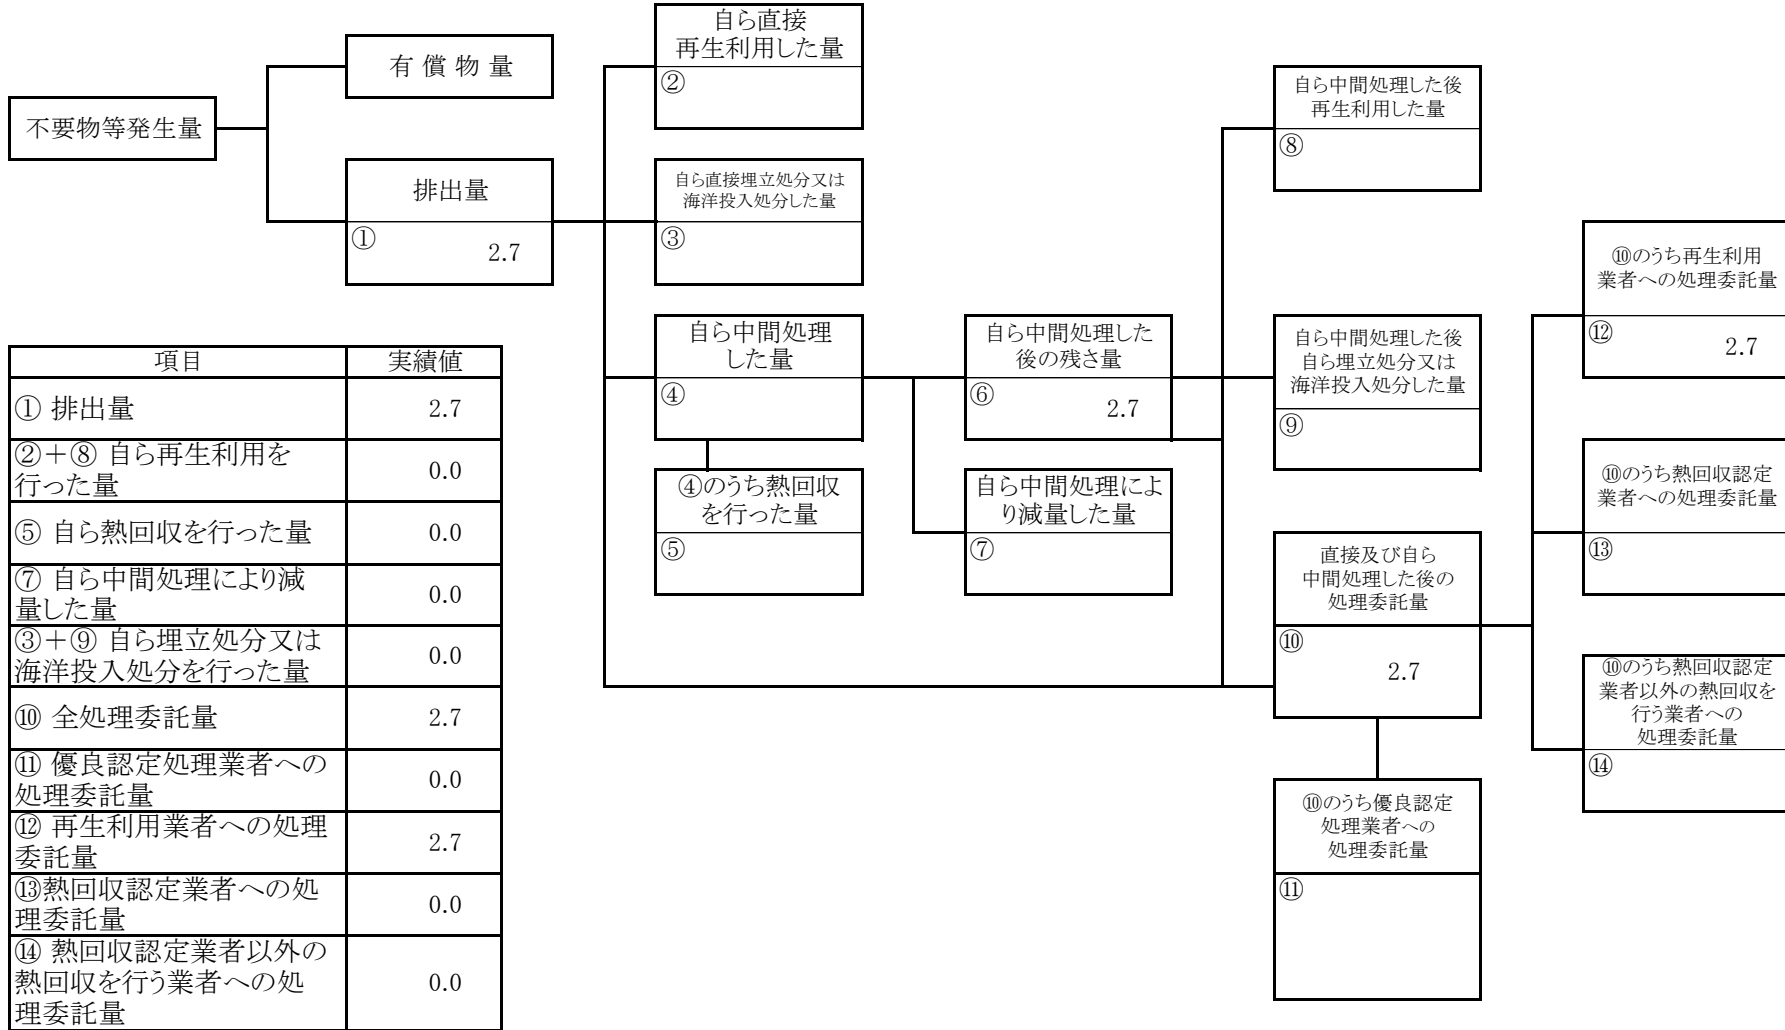 不要物等発生量
有償物量
排出量
①
2.7
自ら直接
再生利用した量
②
自ら直接埋立処分又は
海洋投入処分した量
③
自ら中間処理
した量
④
④のうち熱回収
を行った量
⑤
自ら中間処理した
後の残さ量
⑥
2.7
自ら中間処理によ
り減量した量
⑦
自ら中間処理した後
再生利用した量
⑧
自ら中間処理した後
自ら埋立処分又は
海洋投入処分した量
⑨
直接及び自ら
中間処理した後の
処理委託量
⑩
2.7
⑩のうち優良認定
処理業者への
処理委託量
⑪
⑩のうち再生利用
業者への処理委託量
⑫
2.7
⑩のうち熱回収認定
業者への処理委託量
⑬
⑩のうち熱回収認定
業者以外の熱回収を
行う業者への
処理委託量
⑭
項目 実績値
① 排出量 2.7
②+⑧ 自ら再生利用を
行った量 0.0
⑤ 自ら熱回収を行った量 0.0
⑦ 自ら中間処理により減
量した量 0.0
③+⑨ 自ら埋立処分又は
海洋投入処分を行った量 0.0
⑩ 全処理委託量 2.7
⑪ 優良認定処理業者への
処理委託量 0.0
⑫ 再生利用業者への処理
委託量 2.7
⑬熱回収認定業者への処
理委託量 0.0
⑭ 熱回収認定業者以外の
熱回収を行う業者への処
理委託量 0.0